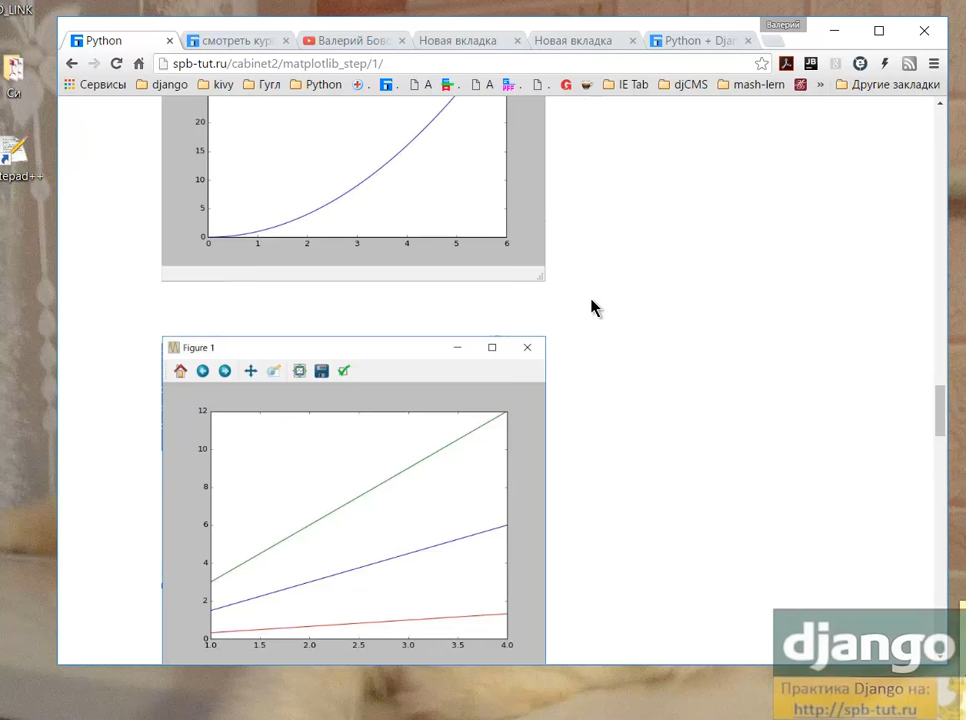 D_LINK
Валерий
Python
смотреть кур
Валерий Бов
Новая вкладка
Новая вкладка
Python + Dja
spb-tut.ru/cabinet2/matplotlib_step/1/
Сервисы django kivy Гугл Python . . A . A . G IE Tab djCMS mash-lern » Другие закладки
Си
tepad++
20
15
10
5
0
0 1 2 3 4 5 6
Figure 1
12
10
8
6
4
2
0
1.0 1.5 2.0 2.5 3.0 3.5 4.0
django
Практика Django на:
http://spb-tut.ru